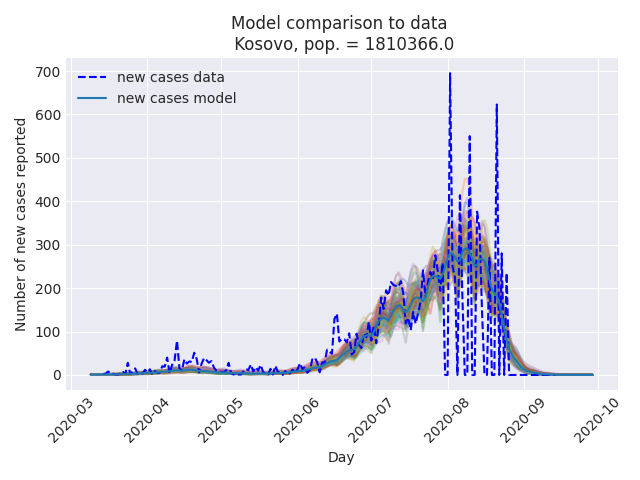 Model comparison to data
Kosovo, pop. = 1810366.0
new cases data
new cases model
Number of new cases reported
700
600
500
400
300
200
100
0
2020-03
2020-04
2020-05
2020-06
2020-07
2020-08
2020-09
2020-10
Day